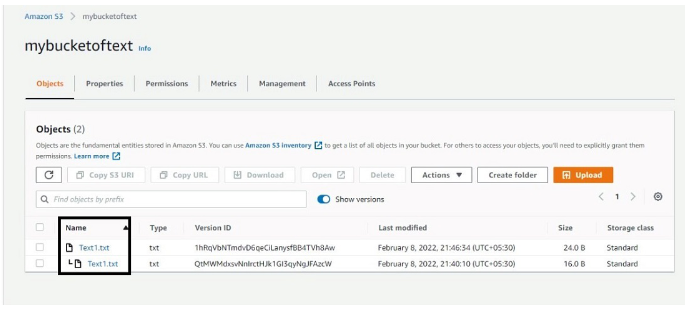 Amazon S3 > mybucketoftext
mybucketoftext Info
Objects Properties Permissions Metrics Management Access Points
Objects (2)
Objects are the fundamental entities stored in Amazon S3. You can use Amazon S3 inventory to get a list of all objects in your bucket. For others to access your objects, you'll need to explicitly grant them
permissions. Learn more
Copy S3 URI Copy URL Download Open Delete Actions ▼ Create folder Upload
Find objects by prefix Show versions < 1 >
Name ▲ Type Version ID Last modified Size Storage class
Text1.txt txt 1hRqVbNTmdvD6qeCiLanysfBB4TVh8Aw February 8, 2022, 21:46:34 (UTC+05:30) 24.0 B Standard
Text1.txt txt QtMWMdxsvNnIrctHJk1GI3qyNgJFAzcW February 8, 2022, 21:40:10 (UTC+05:30) 16.0 B Standard